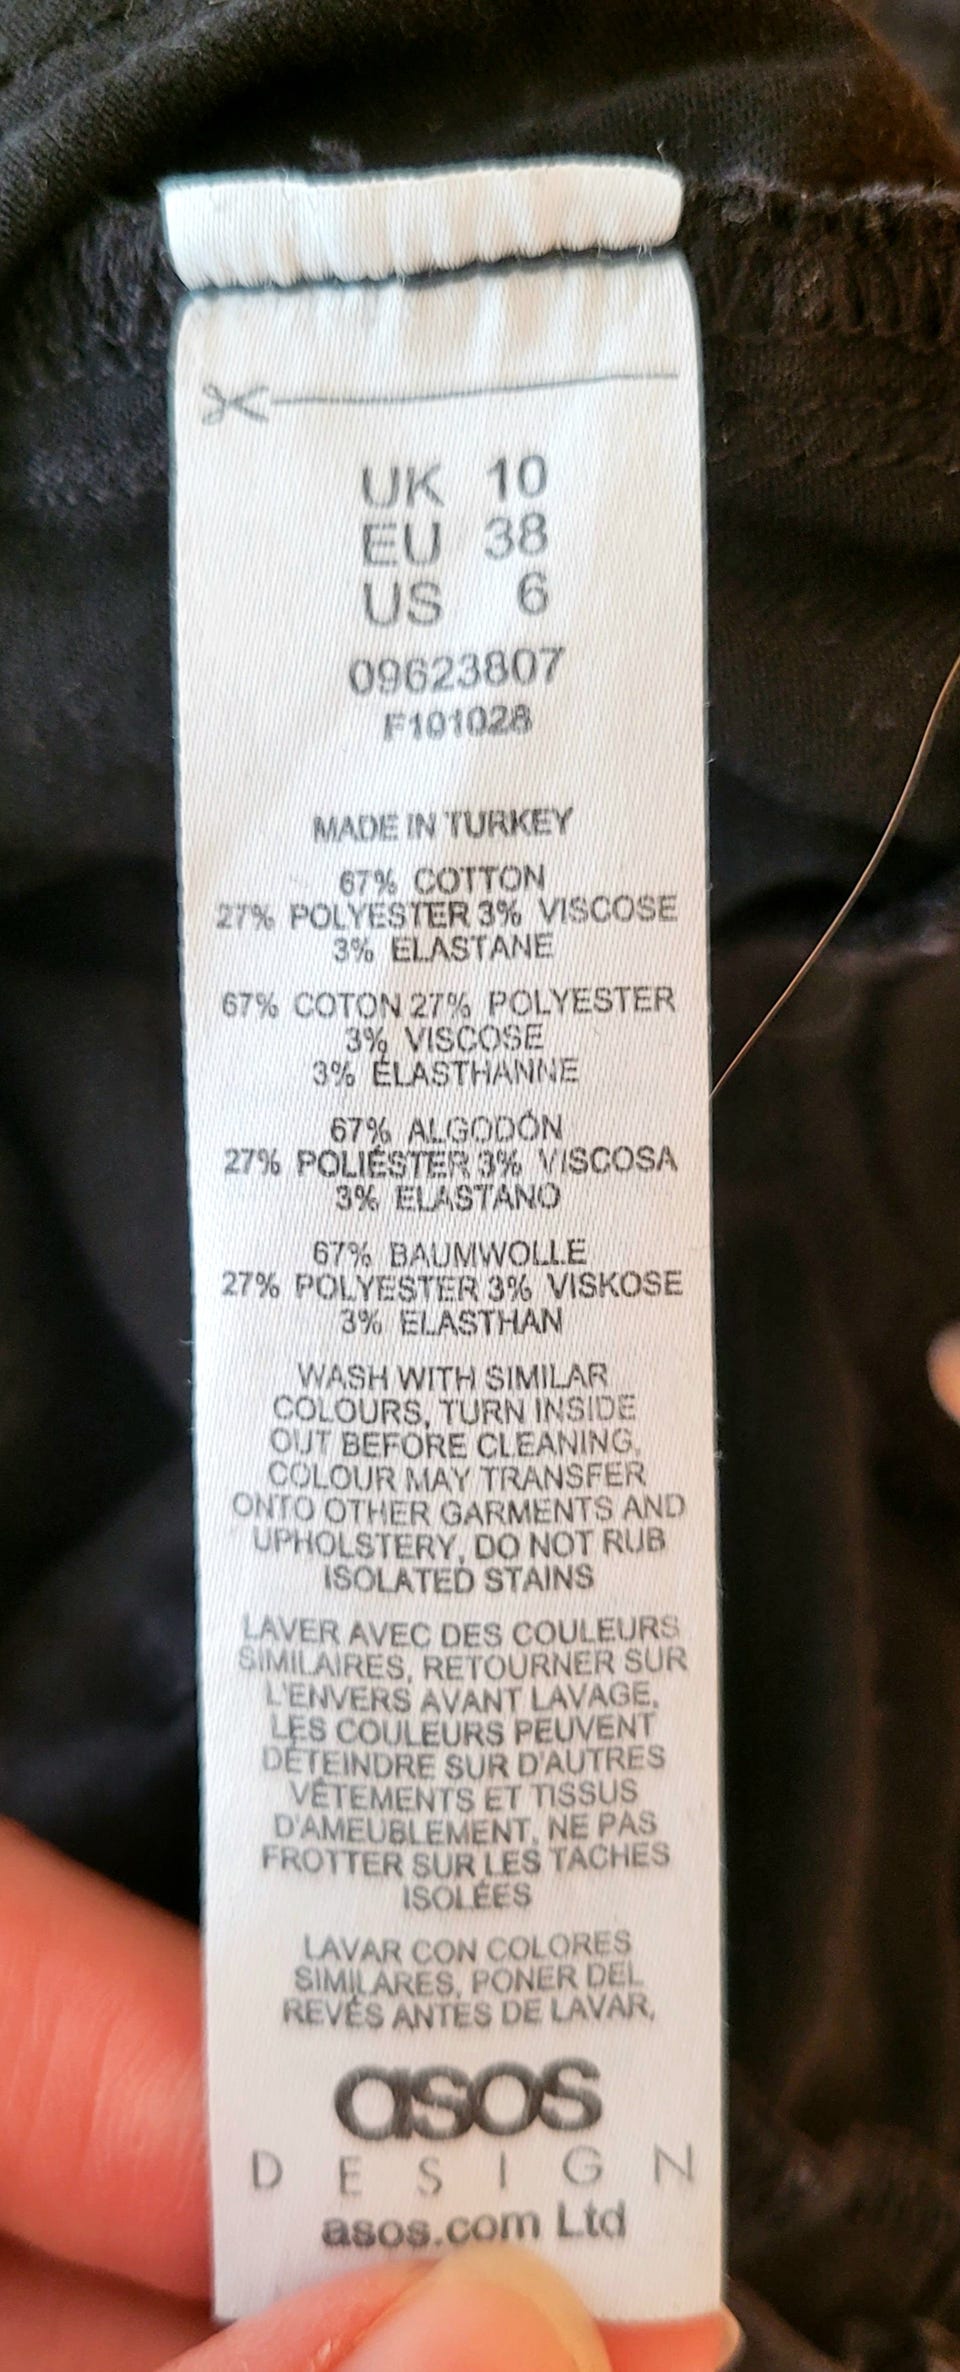 UK 10
EU 38
US 6
09623807
F101028
MADE IN TURKEY
67% COTTON
27% POLYESTER 3% VISCOSE
3% ELASTANE
67% COTON 27% POLYESTER
3% VISCOSE
3% ÉLASTHANNE
67% ALGODÓN
27% POLIÉSTER 3% VISCOSA
3% ELASTANO
67% BAUMWOLLE
27% POLYESTER 3% VISKOSE
3% ELASTHAN
WASH WITH SIMILAR
COLOURS, TURN INSIDE
OUT BEFORE CLEANING,
COLOUR MAY TRANSFER
ONTO OTHER GARMENTS AND
UPHOLSTERY, DO NOT RUB
ISOLATED STAINS
LAVER AVEC DES COULEURS
SIMILAIRES, RETOURNER SUR
L'ENVERS AVANT LAVAGE,
LES COULEURS PEUVENT
DÉTEINDRE SUR D'AUTRES
VÊTEMENTS ET TISSUS
D'AMEUBLEMENT, NE PAS
FROTTER SUR LES TACHES
ISOLÉES
LAVAR CON COLORES
SIMILARES, PONER DEL
REVÉS ANTES DE LAVAR,
asos
DESIGN
asos.com Ltd